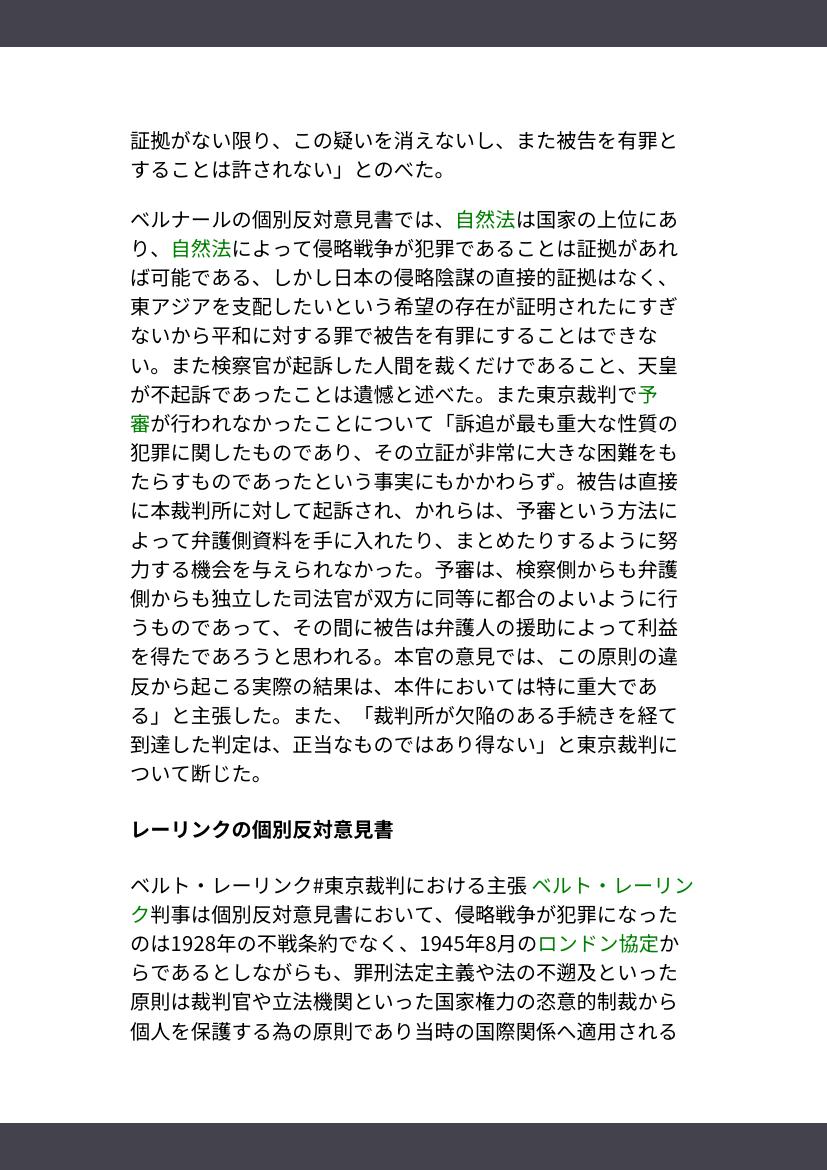 証拠がない限り、この疑いを消えないし、また被告を有罪と
することは許されない」とのべた。
ベルナールの個別反対意見書では、自然法は国家の上位にあ
り、自然法によって侵略戦争が犯罪であることは証拠があれ
ば可能である、しかし日本の侵略陰謀の直接的証拠はなく、
東アジアを支配したいという希望の存在が証明されたにすぎ
ないから平和に対する罪で被告を有罪にすることはできな
い。また検察官が起訴した人間を裁くだけであること、天皇
が不起訴であったことは遺憾と述べた。また東京裁判で予
審が行われなかったことについて「訴追が最も重大な性質の
犯罪に関したものであり、その立証が非常に大きな困難をも
たらすものであったという事実にもかかわらず。被告は直接
に本裁判所に対して起訴され、かれらは、予審という方法に
よって弁護側資料を手に入れたり、まとめたりするように努
力する機会を与えられなかった。予審は、検察側からも弁護
側からも独立した司法官が双方に同等に都合のよいように行
うものであって、その間に被告は弁護人の援助によって利益
を得たであろうと思われる。本官の意見では、この原則の違
反から起こる実際の結果は、本件においては特に重大であ
る」と主張した。また、「裁判所が欠陥のある手続きを経て
到達した判定は、正当なものではあり得ない」と東京裁判に
ついて断じた。
レーリンクの個別反対意見書
ベルト・レーリンク#東京裁判における主張 ベルト・レーリン
ク判事は個別反対意見書において、侵略戦争が犯罪になった
のは1928年の不戦条約でなく、1945年8月のロンドン協定か
らであるとしながらも、罪刑法定主義や法の不遡及といった
原則は裁判官や立法機関といった国家権力の恣意的制裁から
個人を保護する為の原則であり当時の国際関係へ適用される